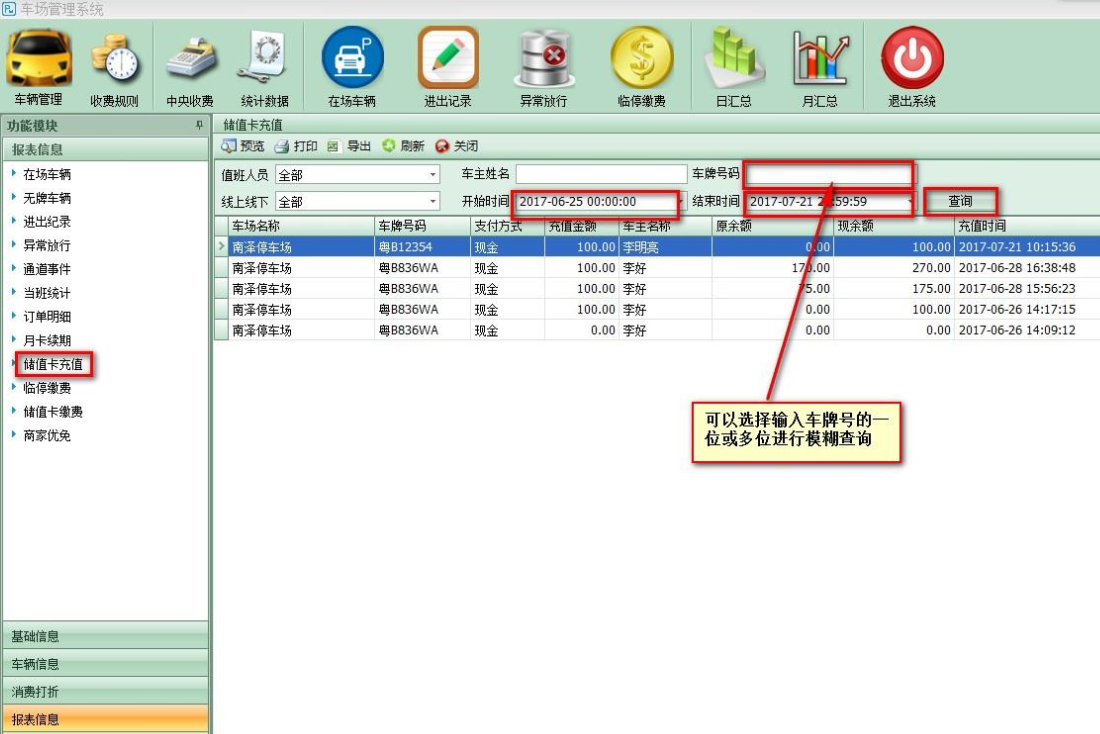 车场管理系统
车辆管理 收费规则 中央收费 统计数据 在场车辆 进出记录 异常放行 临停缴费 日汇总 月汇总 退出系统
功能模块
报表信息
在场车辆
无牌车辆
进出纪录
异常放行
通道事件
当班统计
订单明细
月卡续期
储值卡充值
临停缴费
储值卡缴费
商家优免
基础信息
车辆信息
消费打折
报表信息
储值卡充值
预览 打印 导出 刷新 关闭
值班人员 全部 车主姓名 车牌号码
线上线下 全部 开始时间 2017-06-25 00:00:00 结束时间 2017-07-21 2 :59:59 查询
车场名称 车牌号码 支付方式 充值金额 车主名称 原余额 现余额 充值时间
南泽停车场 粤B12354 现金 100.00 李明亮 0.00 100.00 2017-07-21 10:15:36
南泽停车场 粤B836WA 现金 100.00 李好 170.00 270.00 2017-06-28 16:38:48
南泽停车场 粤B836WA 现金 100.00 李好 75.00 175.00 2017-06-28 15:56:23
南泽停车场 粤B836WA 现金 100.00 李好 0.00 100.00 2017-06-26 14:17:15
南泽停车场 粤B836WA 现金 0.00 李好 0.00 0.00 2017-06-26 14:09:12
可以选择输入车牌号的一
位或多位进行模糊查询